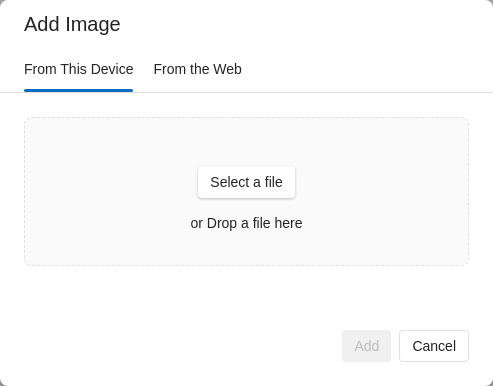 Add Image
From This Device
From the Web
Select a file
or Drop a file here
Add
Cancel